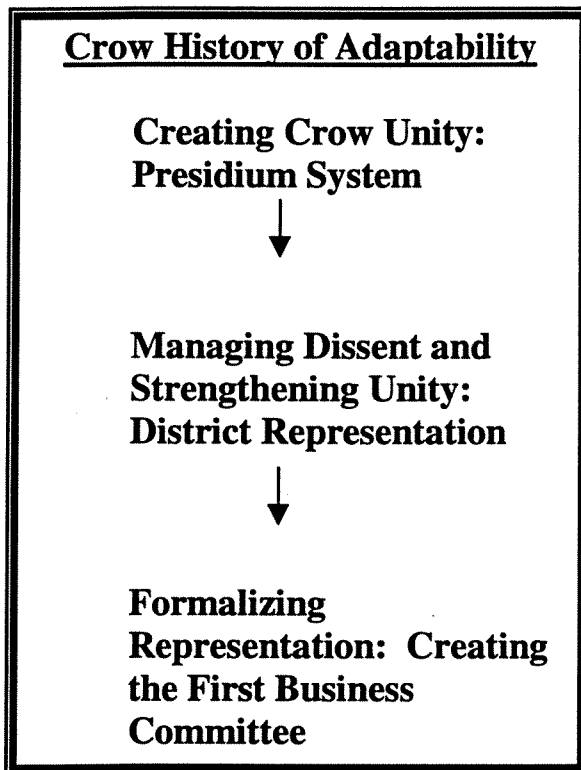 Crow History of Adaptability
Creating Crow Unity:
Presidium System
Managing Dissent and
Strengthening Unity:
District Representation
Formalizing
Representation: Creating
the First Business
Committee